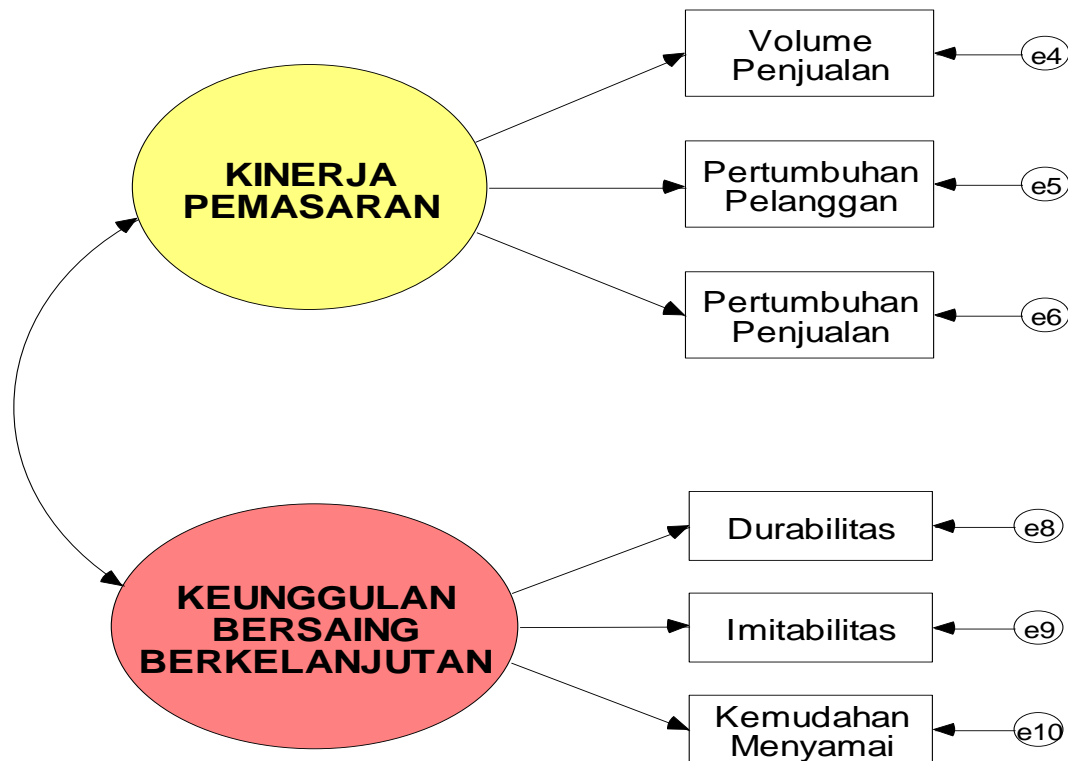 Volume
Penjualan
e4
KINERJA
PEMASARAN
Pertumbuhan
Pelanggan
e5
Pertumbuhan
Penjualan
e6
Durabilitas
e8
KEUNGGULAN
BERSAING
BERKELANJUTAN
Imitabilitas
e9
Kemudahan
Menyamai
e10